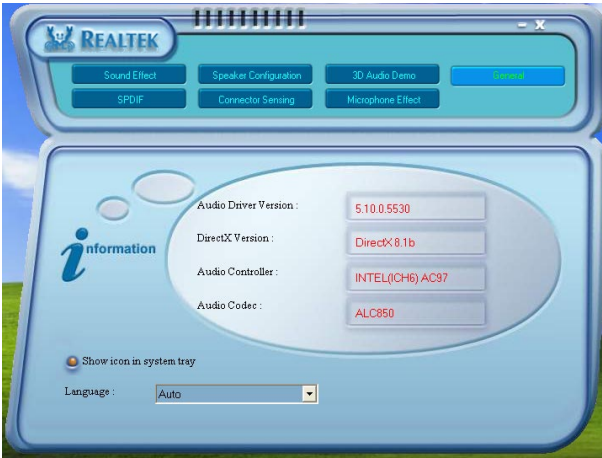 REALTEK
- X
Sound Effect
Speaker Configuration
3D Audio Demo
General
SPDIF
Connector Sensing
Microphone Effect
information
Audio Driver Version :
5.10.0.5530
DirectX Version :
DirectX 8.1b
Audio Controller :
INTEL(ICH6) AC97
Audio Codec :
ALC850
Show icon in system tray
Language :
Auto